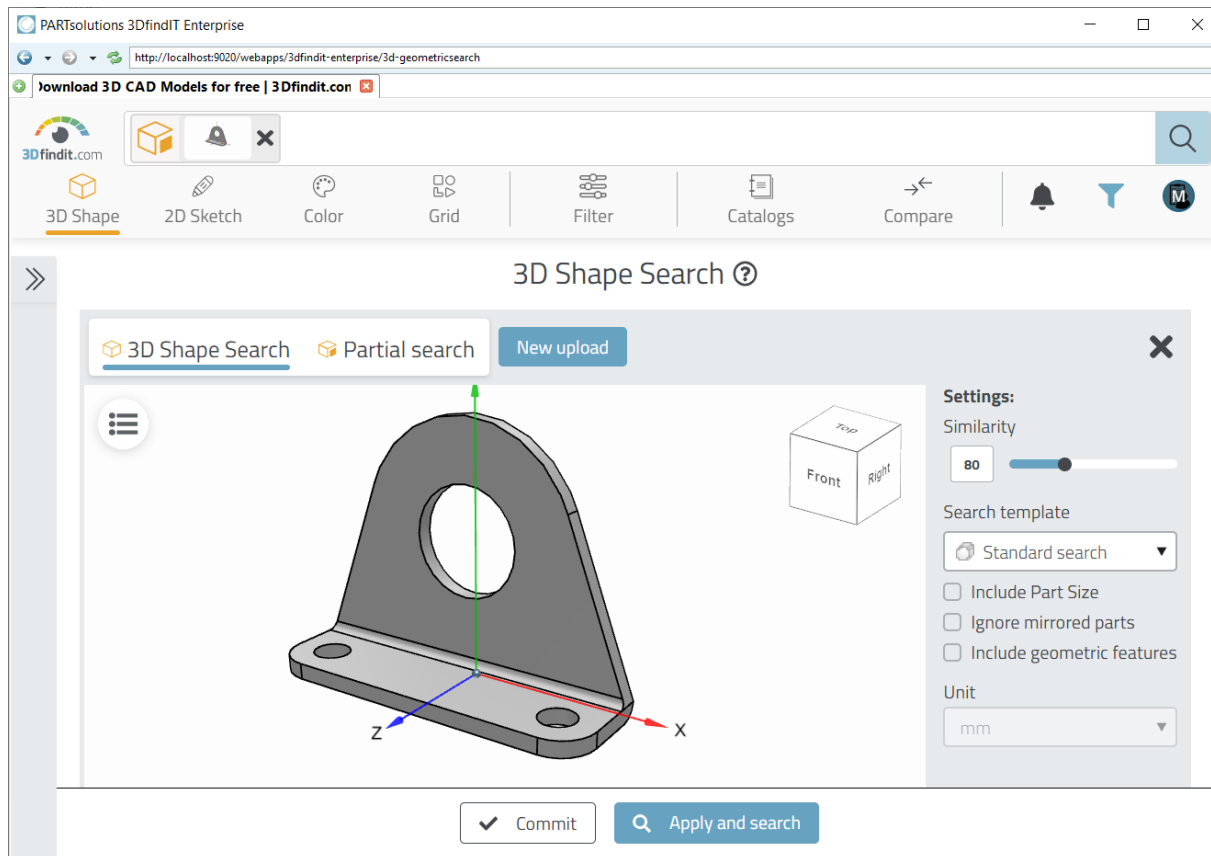 PARTsolutions 3DfindIT Enterprise
http://localhost:9020/webapps/3dfindit-enterprise/3d-geometricsearch
Download 3D CAD Models for free | 3Dfindit.con
3Dfindit.com
3D Shape
2D Sketch
Color
Grid
Filter
Catalogs
Compare
M
3D Shape Search ?
3D Shape Search
Partial search
New upload
Top
Front
Right
Z
X
Settings:
Similarity
80
Search template
Standard search
Include Part Size
Ignore mirrored parts
Include geometric features
Unit
mm
Commit
Apply and search